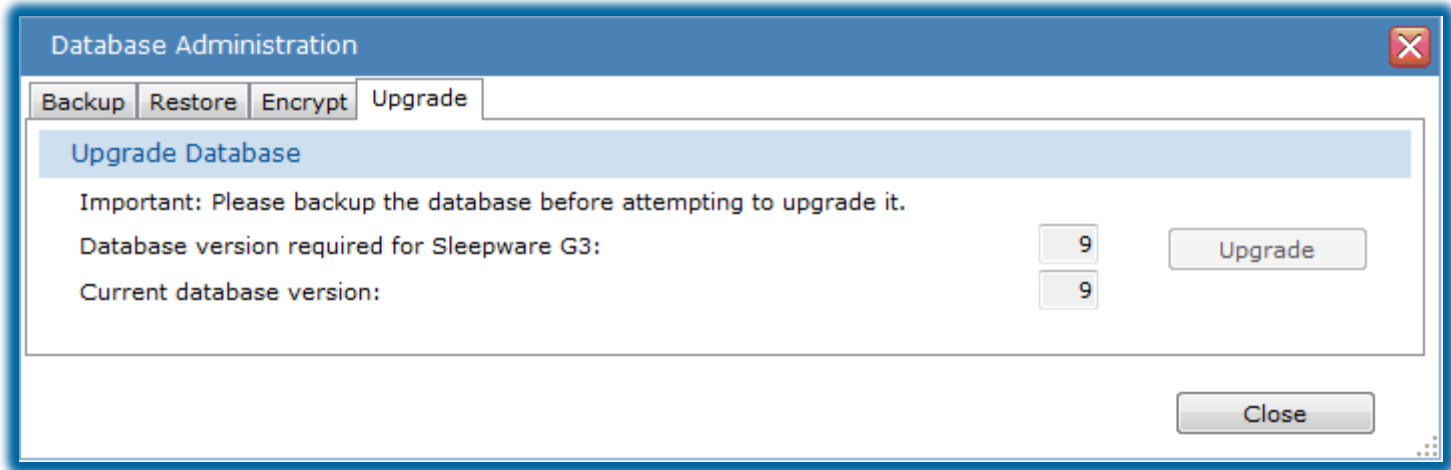 Database Administration
Backup Restore Encrypt Upgrade
Upgrade Database
Important: Please backup the database before attempting to upgrade it.
Database version required for Sleepware G3: 9 Upgrade
Current database version: 9
Close